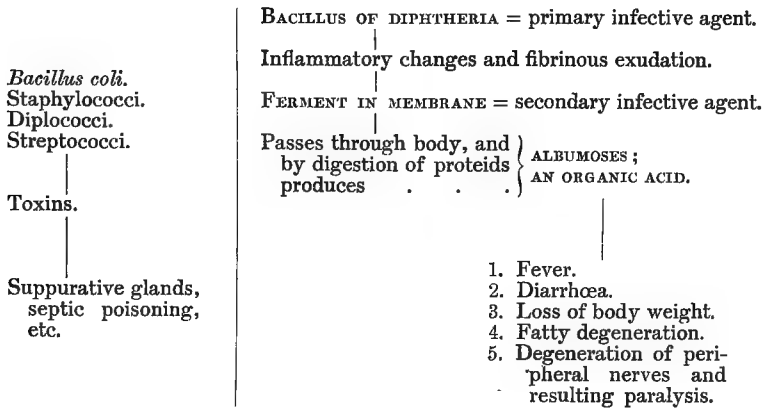 Bacillus coli.
Staphylococci.
Diplococci.
Streptococci.
Toxins.
Suppurative glands,
septic poisoning,
etc.
BACILLUS OF DIPHTHERIA = primary infective agent.
Inflammatory changes and fibrinous exudation.
FERMENT IN MEMBRANE = secondary infective agent.
Passes through body, and
by digestion of proteids
produces . . .
ALBUMOSES ;
AN ORGANIC ACID.
1. Fever.
2. Diarrhœa.
3. Loss of body weight.
4. Fatty degeneration.
5. Degeneration of peri-
pheral nerves and
resulting paralysis.